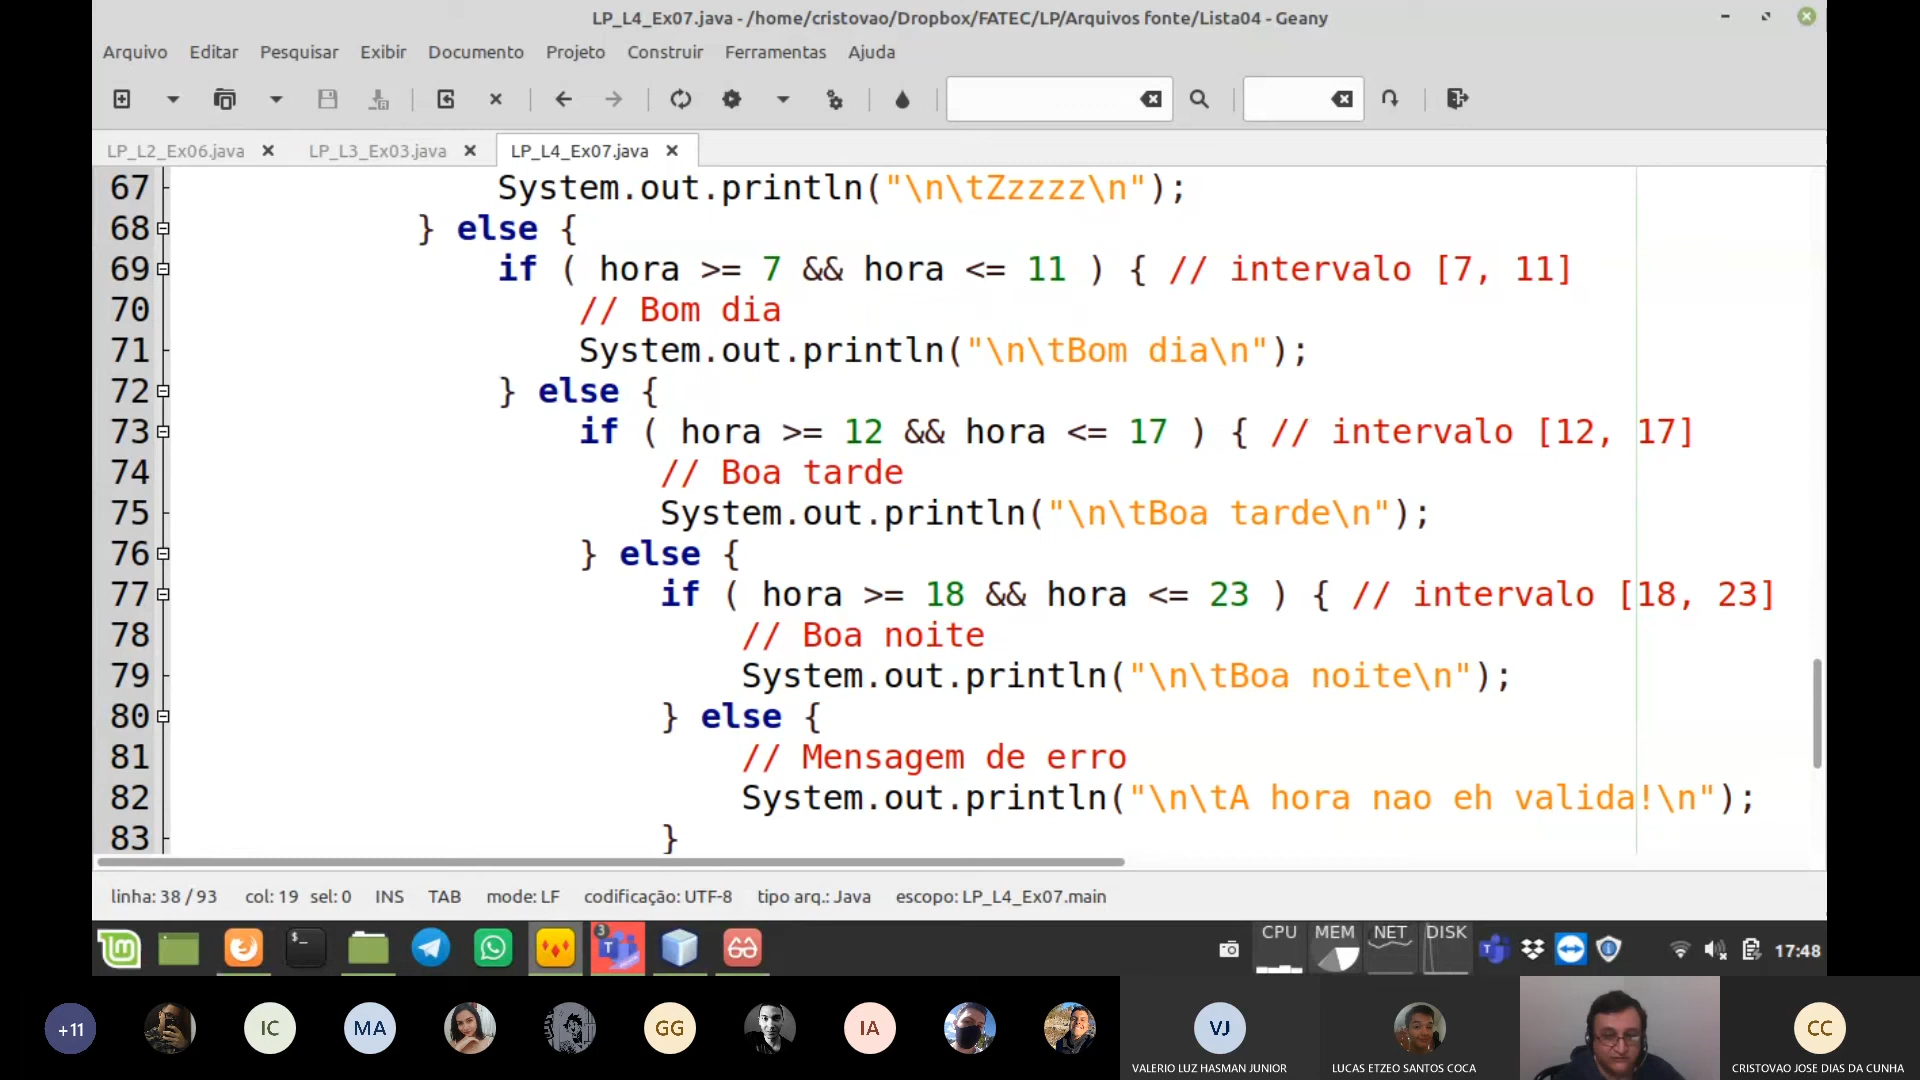 LP_L4_Ex07.java - /home/cristovao/Dropbox/FATEC/LP/Arquivos fonte/Lista04 - Geany
Arquivo Editar Pesquisar Exibir Documento Projeto Construir Ferramentas Ajuda
LP_L2_Ex06.java LP_L3_Ex03.java LP_L4_Ex07.java
67 System.out.println("\n\tZzzzz\n");
68 } else {
69 if ( hora >= 7 && hora <= 11 ) { // intervalo [7, 11]
70 // Bom dia
71 System.out.println("\n\tBom dia\n");
72 } else {
73 if ( hora >= 12 && hora <= 17 ) { // intervalo [12, 17]
74 // Boa tarde
75 System.out.println("\n\tBoa tarde\n");
76 } else {
77 if ( hora >= 18 && hora <= 23 ) { // intervalo [18, 23]
78 // Boa noite
79 System.out.println("\n\tBoa noite\n");
80 } else {
81 // Mensagem de erro
82 System.out.println("\n\tA hora nao eh valida!\n");
83 }
linha: 38 / 93 col: 19 sel: 0 INS TAB mode: LF codificação: UTF-8 tipo arq.: Java escopo: LP_L4_Ex07.main
$_ 3 T CPU MEM NET DISK 17:48
+11 IC MA GG IA VJ CC
VALERIO LUZ HASMAN JUNIOR LUCAS ETZEO SANTOS COCA CRISTOVAO JOSE DIAS DA CUNHA